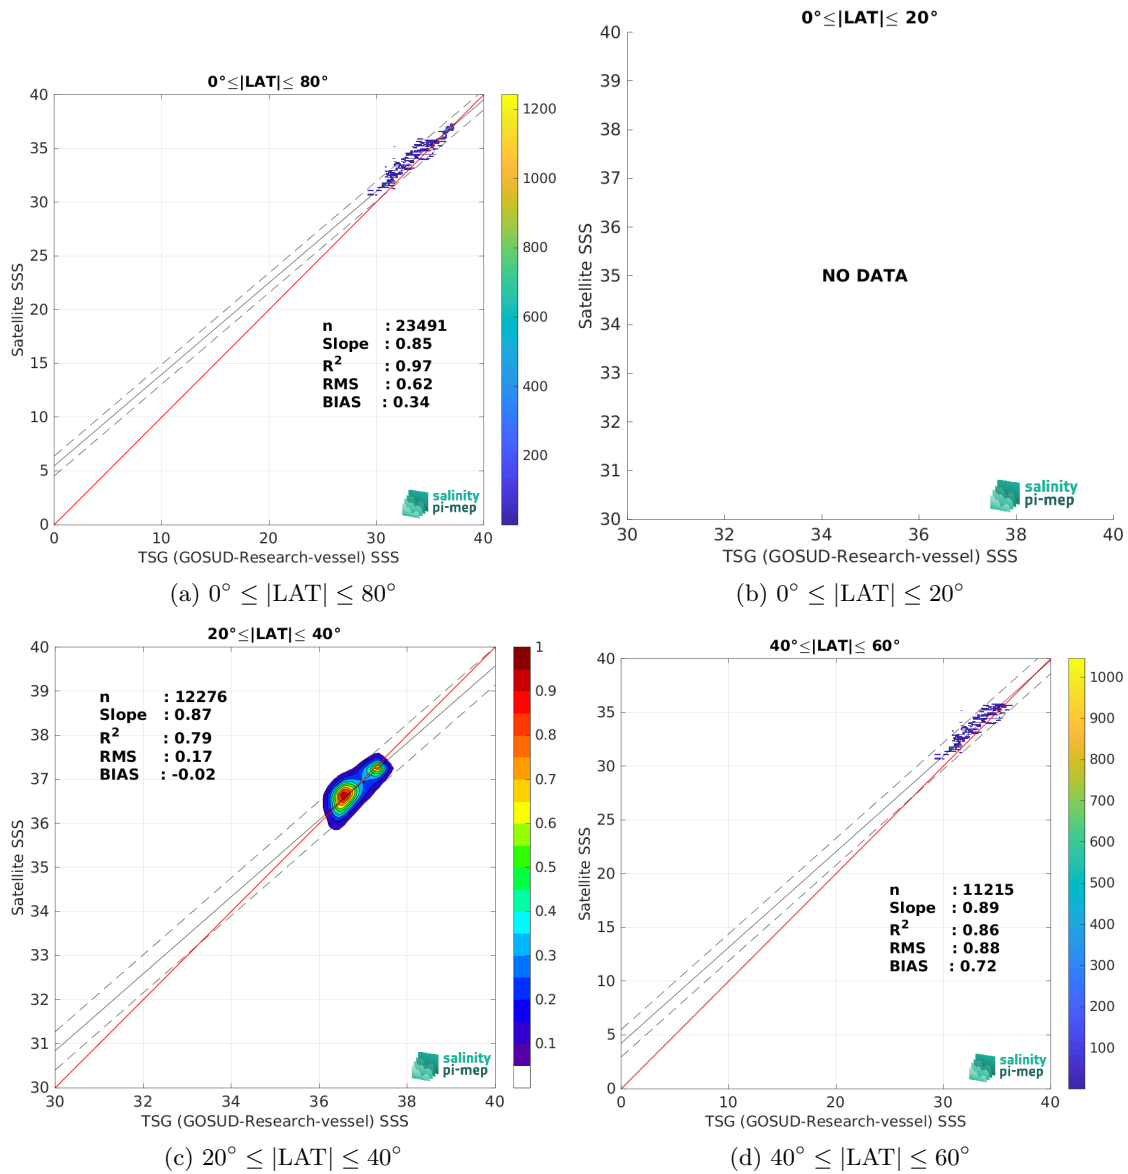 0°≤|LAT|≤ 80°
40
35
30
25
20
15
10
5
0
Satellite SSS
n : 23491
Slope : 0.85
R² : 0.97
RMS : 0.62
BIAS : 0.34
salinity
pi-mep
0 10 20 30 40
TSG (GOSUD-Research-vessel) SSS
1200
1000
800
600
400
200
(a) 0° ≤ |LAT| ≤ 80°
0°≤|LAT|≤ 20°
40
39
38
37
36
35
34
33
32
31
30
Satellite SSS
NO DATA
salinity
pi-mep
30 32 34 36 38 40
TSG (GOSUD-Research-vessel) SSS
(b) 0° ≤ |LAT| ≤ 20°
20°≤|LAT|≤ 40°
40
39
38
37
36
35
34
33
32
31
30
Satellite SSS
n : 12276
Slope : 0.87
R² : 0.79
RMS : 0.17
BIAS : -0.02
salinity
pi-mep
30 32 34 36 38 40
TSG (GOSUD-Research-vessel) SSS
1
0.9
0.8
0.7
0.6
0.5
0.4
0.3
0.2
0.1
(c) 20° ≤ |LAT| ≤ 40°
40°≤|LAT|≤ 60°
40
35
30
25
20
15
10
5
0
Satellite SSS
n : 11215
Slope : 0.89
R² : 0.86
RMS : 0.88
BIAS : 0.72
salinity
pi-mep
0 10 20 30 40
TSG (GOSUD-Research-vessel) SSS
1000
900
800
700
600
500
400
300
200
100
(d) 40° ≤ |LAT| ≤ 60°